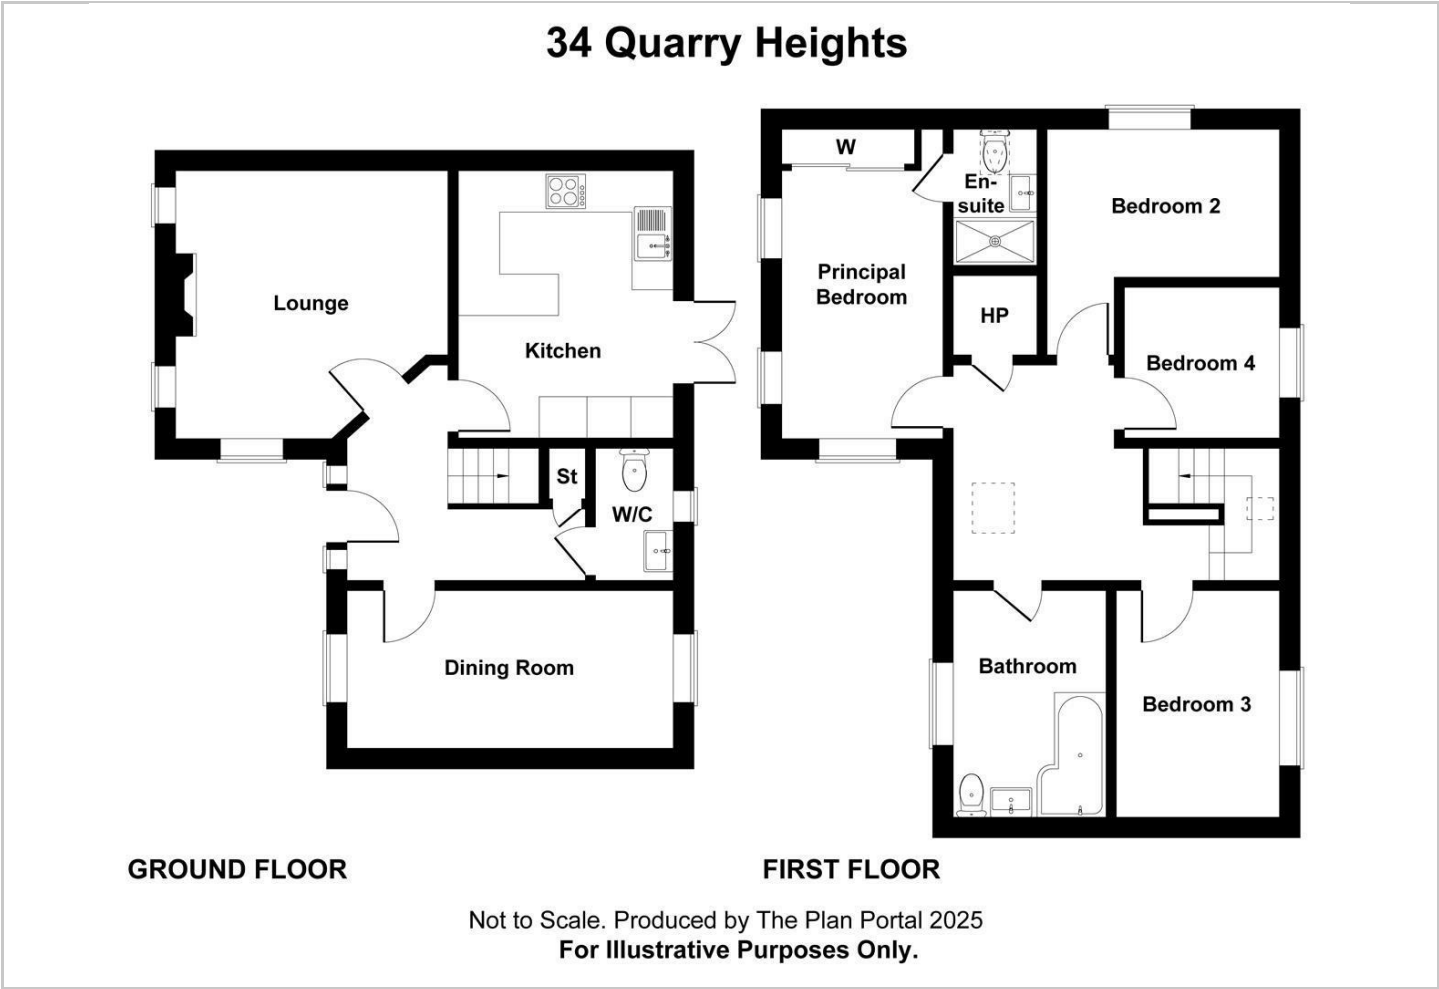 34 Quarry Heights
Lounge
Kitchen
St
W/C
Dining Room
W
En-
suite
Principal
Bedroom
HP
Bedroom 2
Bedroom 4
Bathroom
Bedroom 3
GROUND FLOOR
FIRST FLOOR
Not to Scale. Produced by The Plan Portal 2025
For Illustrative Purposes Only.